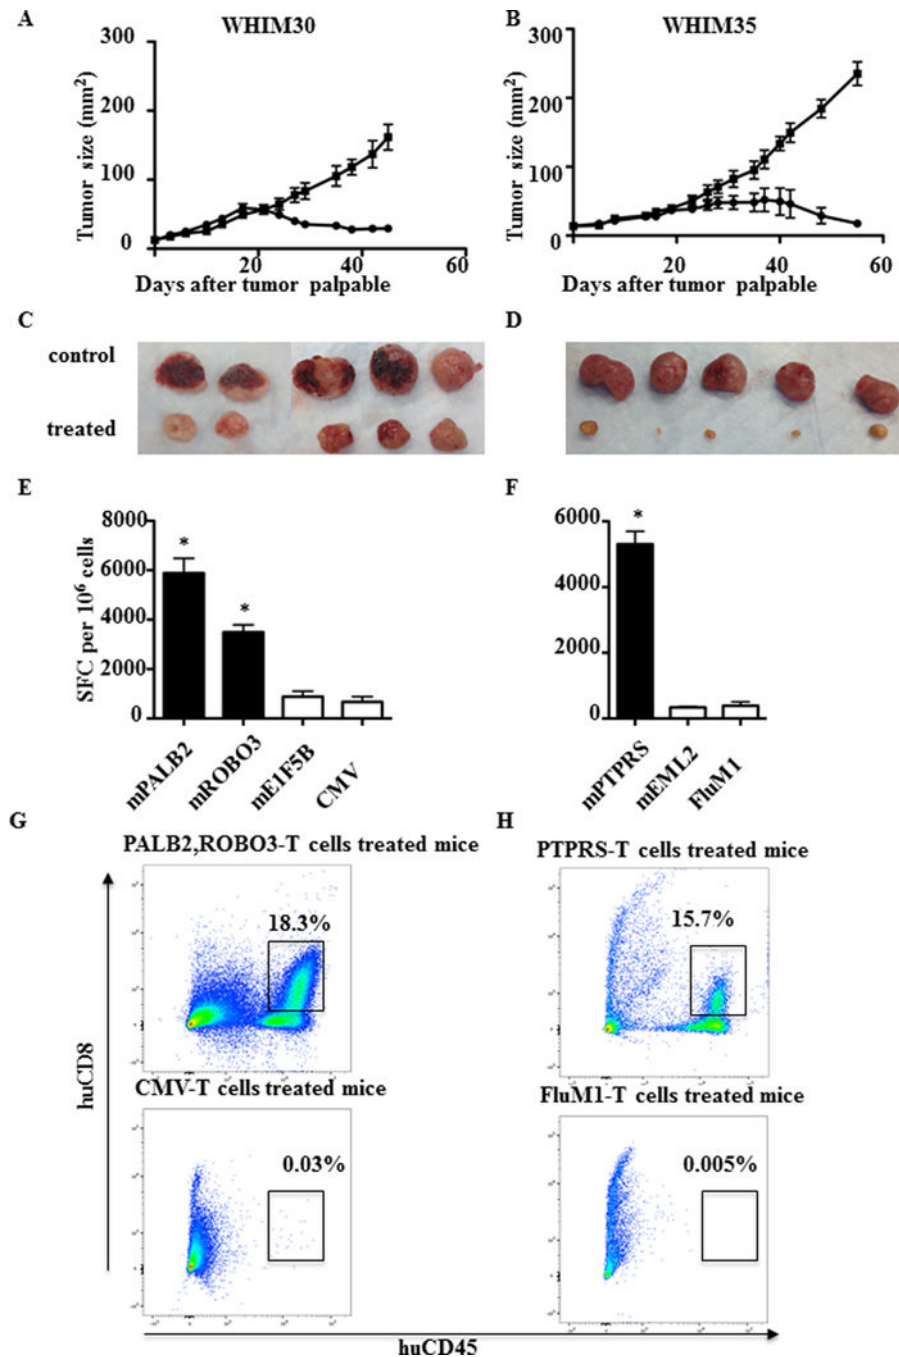 A
WHIM30
B
WHIM35
Tumor size (mm²)
300
200
100
0
20
40
60
Days after tumor palpable
Tumor size (mm²)
300
200
100
0
20
40
60
Days after tumor palpable
C
D
control
treated
E
F
SFC per 10⁶ cells
8000
6000
4000
2000
0
*
*
mPALB2
mROBO3
mE1F5B
CMV
6000
4000
2000
0
*
mPTPRS
mEML2
FluM1
G
H
PALB2,ROBO3-T cells treated mice
PTPRS-T cells treated mice
18.3%
15.7%
CMV-T cells treated mice
FluM1-T cells treated mice
0.03%
0.005%
huCD8
huCD45